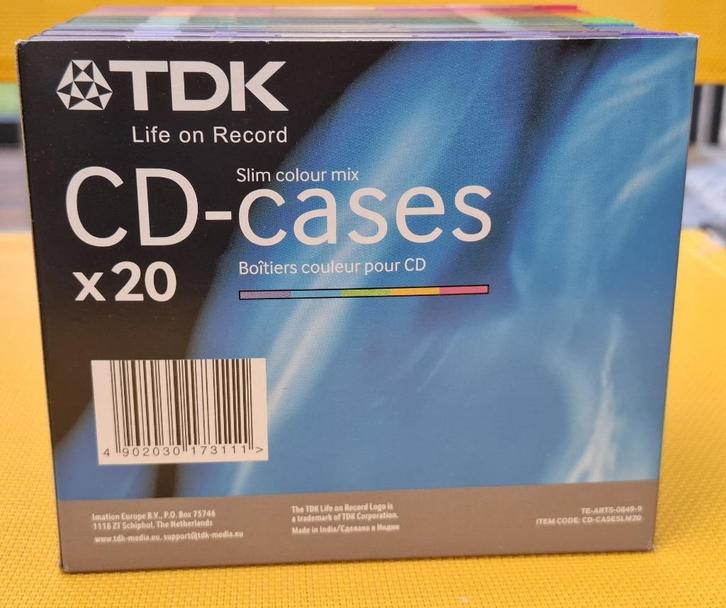 TDK
Life on Record
Slim colour mix
CD-cases
x20
Boîtiers couleur pour CD
4 902030 173111 >
Imation Europe B.V., P.O. Box 75746
1118 ZT Schiphol, The Netherlands
www.tdk-media.eu, support@tdk-media.eu
The TDK Life on Record Logo is
a trademark of TDK Corporation.
Made in India/Сделано в Индии
TE-ARTS-0849-9
ITEM CODE: CD-CASESLM20